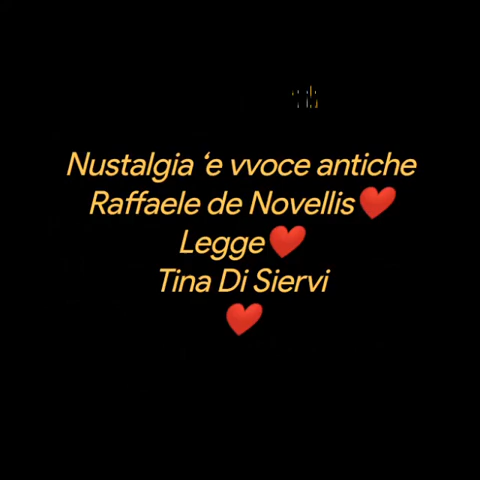 Nustalgia ‘e vvoce antiche
Raffaele de Novellis❤️
Legge❤️
Tina Di Siervi
❤️